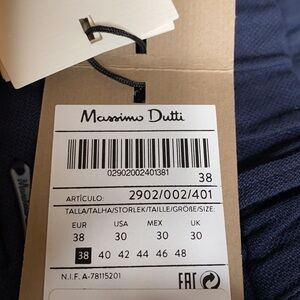 Massimo Dutti
02902002401381
38
ARTÍCULO: 2902/002/401
TALLA/TALHA/STORLEK/TAILLE/GRÖßE/SIZE:
EUR USA MEX UK
38 30 30 30
38 40 42 44 46 48
N.I.F. A-78115201
EAC